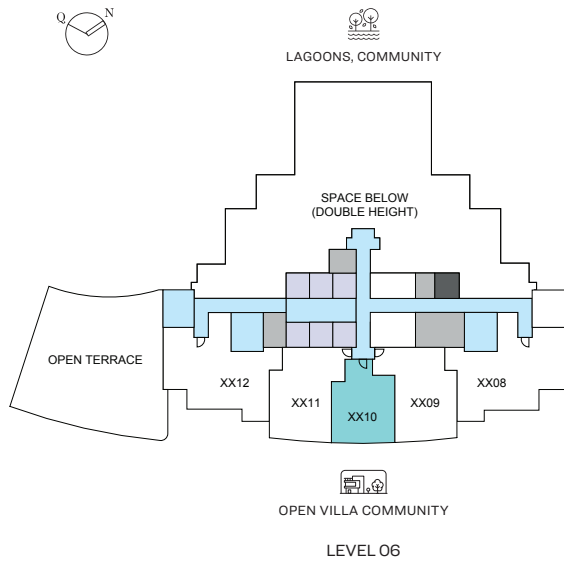 Q N
LAGOONS, COMMUNITY
SPACE BELOW
(DOUBLE HEIGHT)
OPEN TERRACE
XX12
XX08
XX11
XX09
XX10
OPEN VILLA COMMUNITY
LEVEL 06